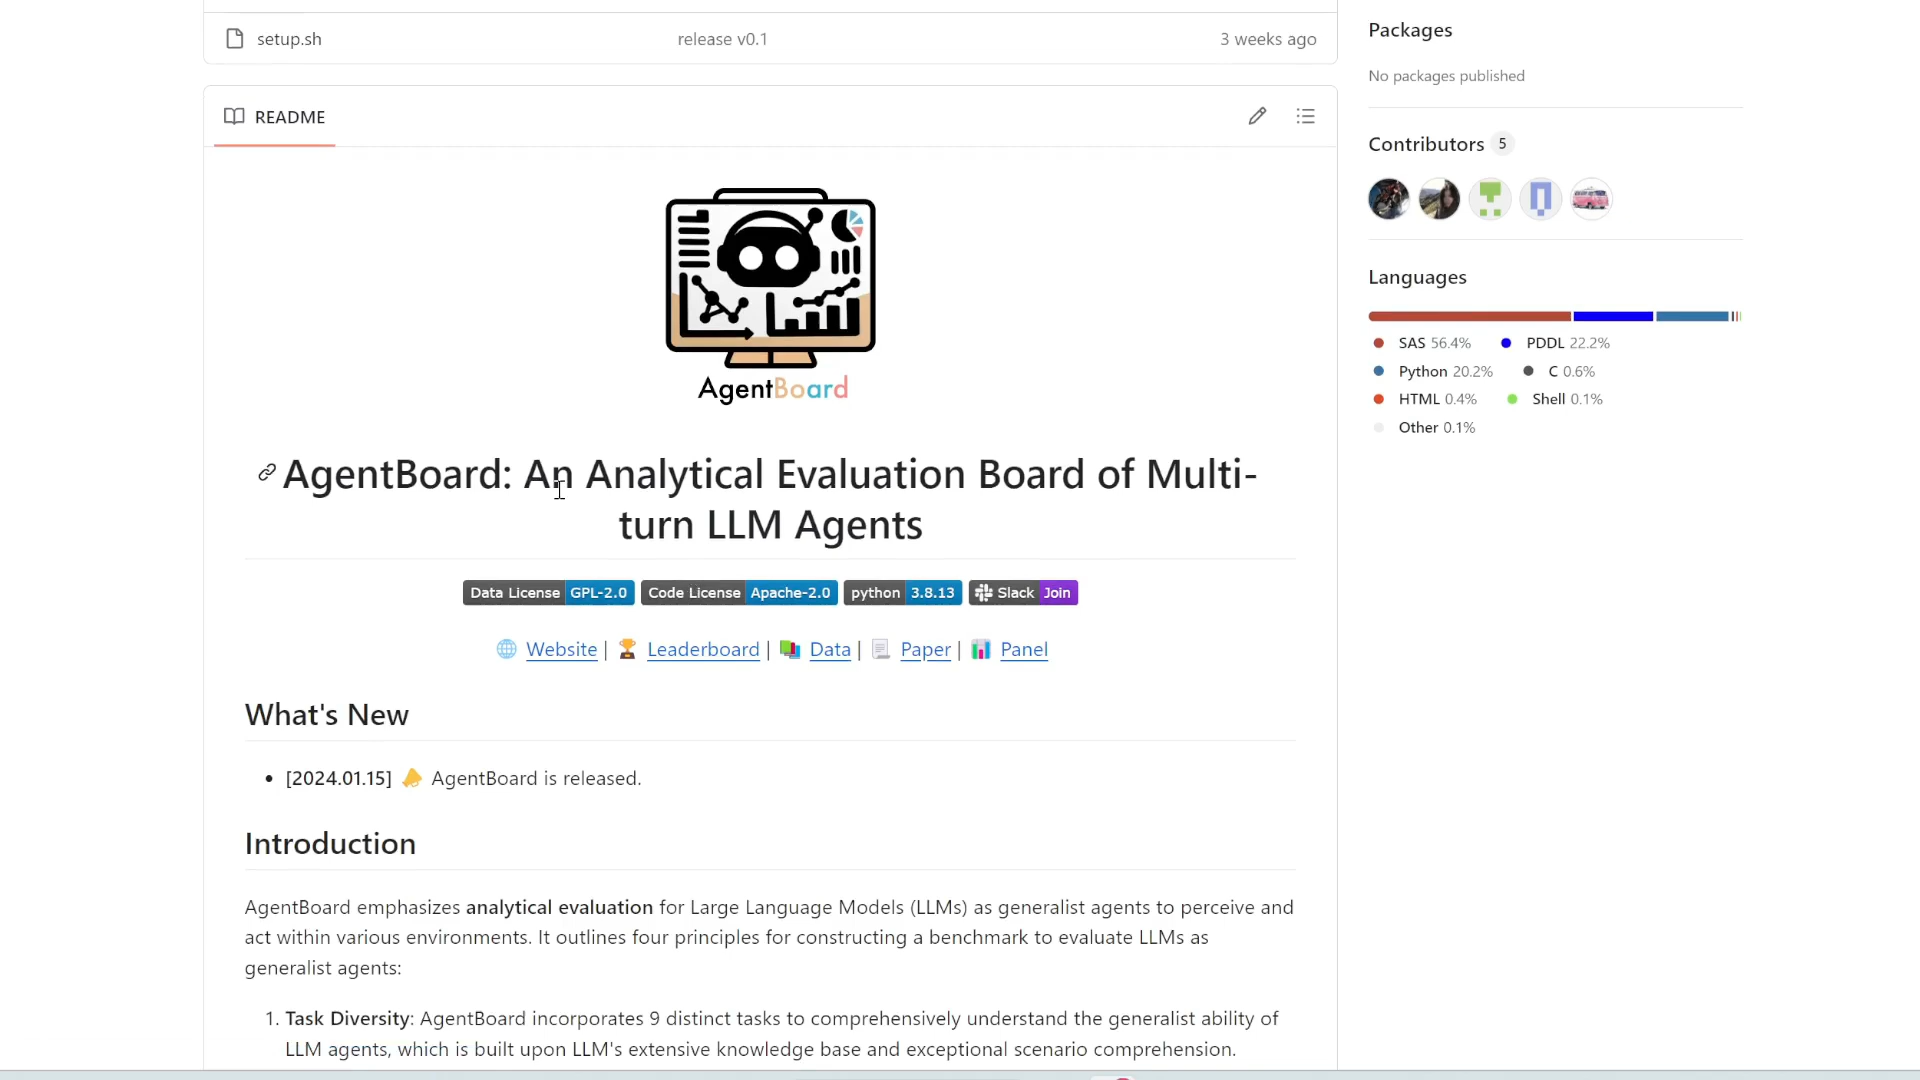 setup.sh release v0.1 3 weeks ago
README
AgentBoard
AgentBoard: An Analytical Evaluation Board of Multi-
turn LLM Agents
Data License GPL-2.0 Code License Apache-2.0 python 3.8.13 Slack Join
Website | Leaderboard | Data | Paper | Panel
What's New
• [2024.01.15] AgentBoard is released.
Introduction
AgentBoard emphasizes analytical evaluation for Large Language Models (LLMs) as generalist agents to perceive and
act within various environments. It outlines four principles for constructing a benchmark to evaluate LLMs as
generalist agents:
1. Task Diversity: AgentBoard incorporates 9 distinct tasks to comprehensively understand the generalist ability of
LLM agents, which is built upon LLM's extensive knowledge base and exceptional scenario comprehension.
Packages
No packages published
Contributors 5
Languages
SAS 56.4% PDDL 22.2%
Python 20.2% C 0.6%
HTML 0.4% Shell 0.1%
Other 0.1%